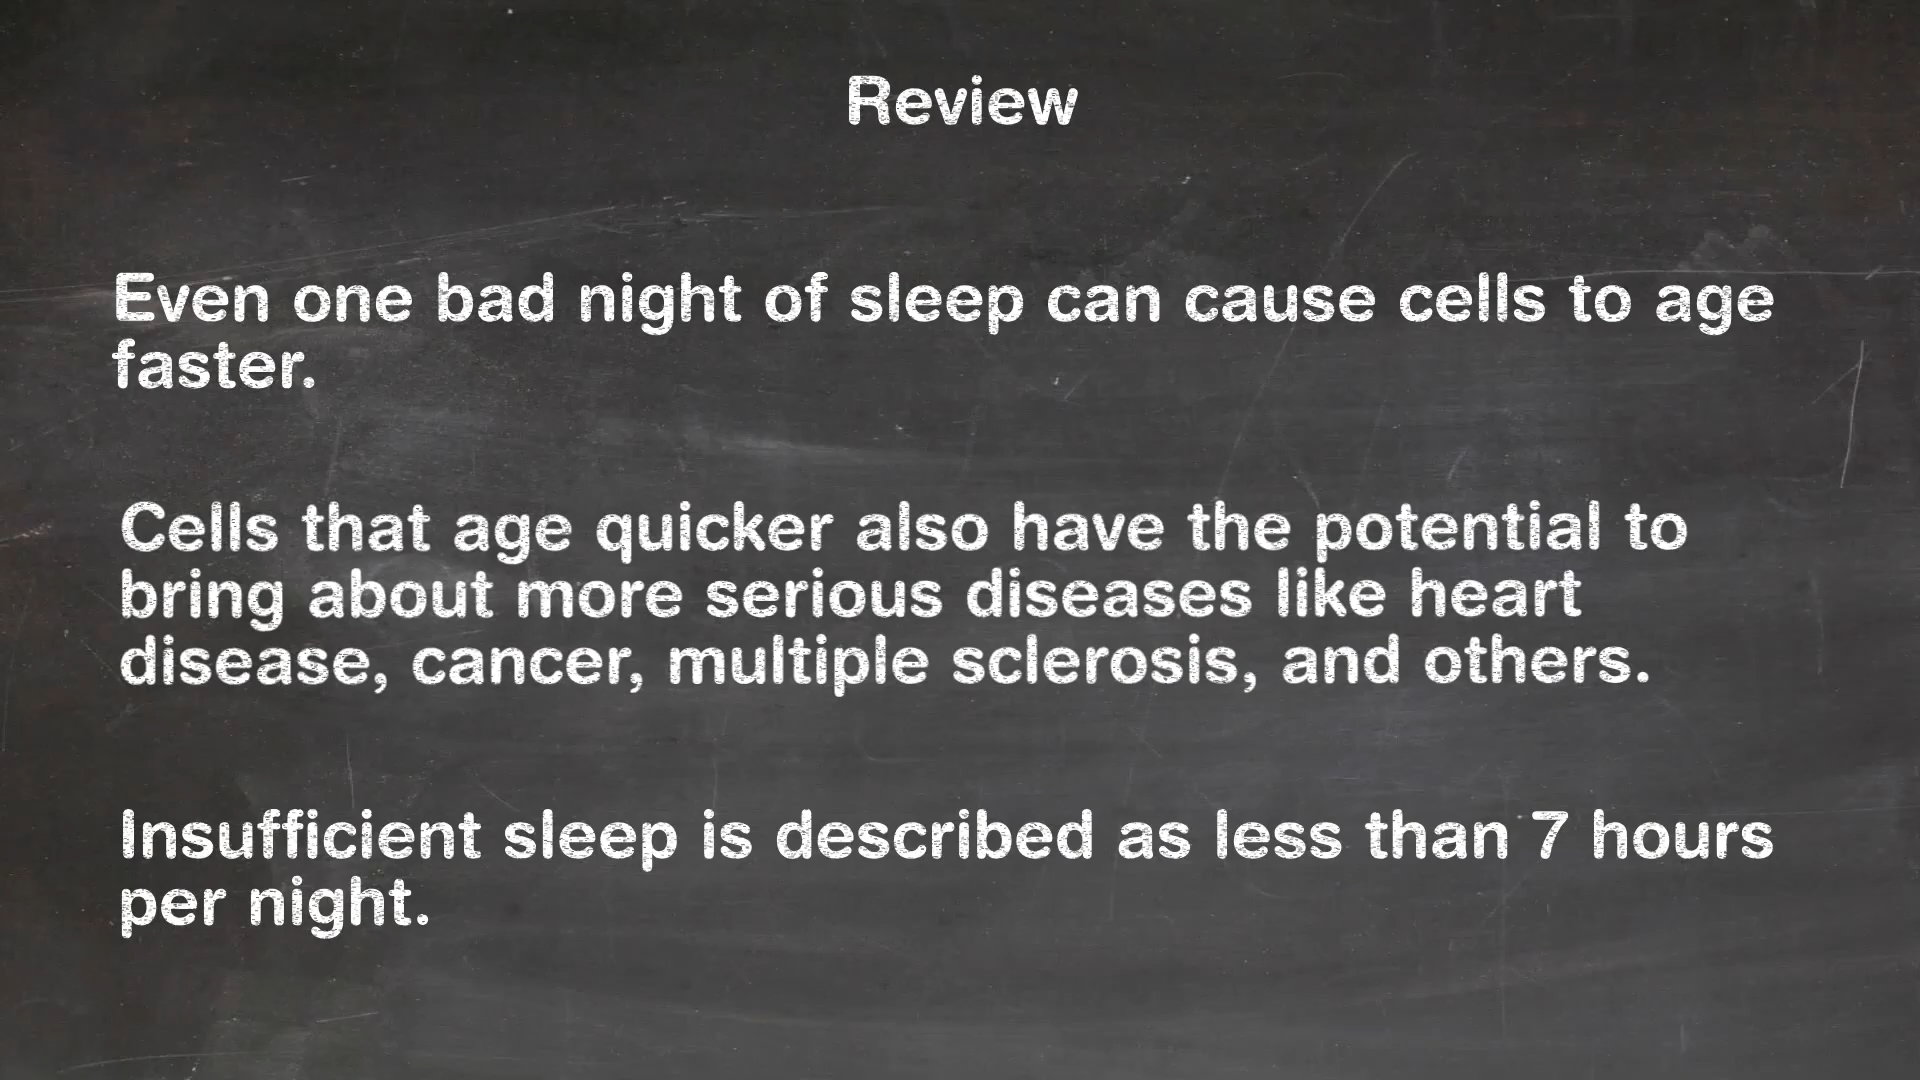 Review
Even one bad night of sleep can cause cells to age
faster.
Cells that age quicker also have the potential to
bring about more serious diseases like heart
disease, cancer, multiple sclerosis, and others.
Insufficient sleep is described as less than 7 hours
per night.